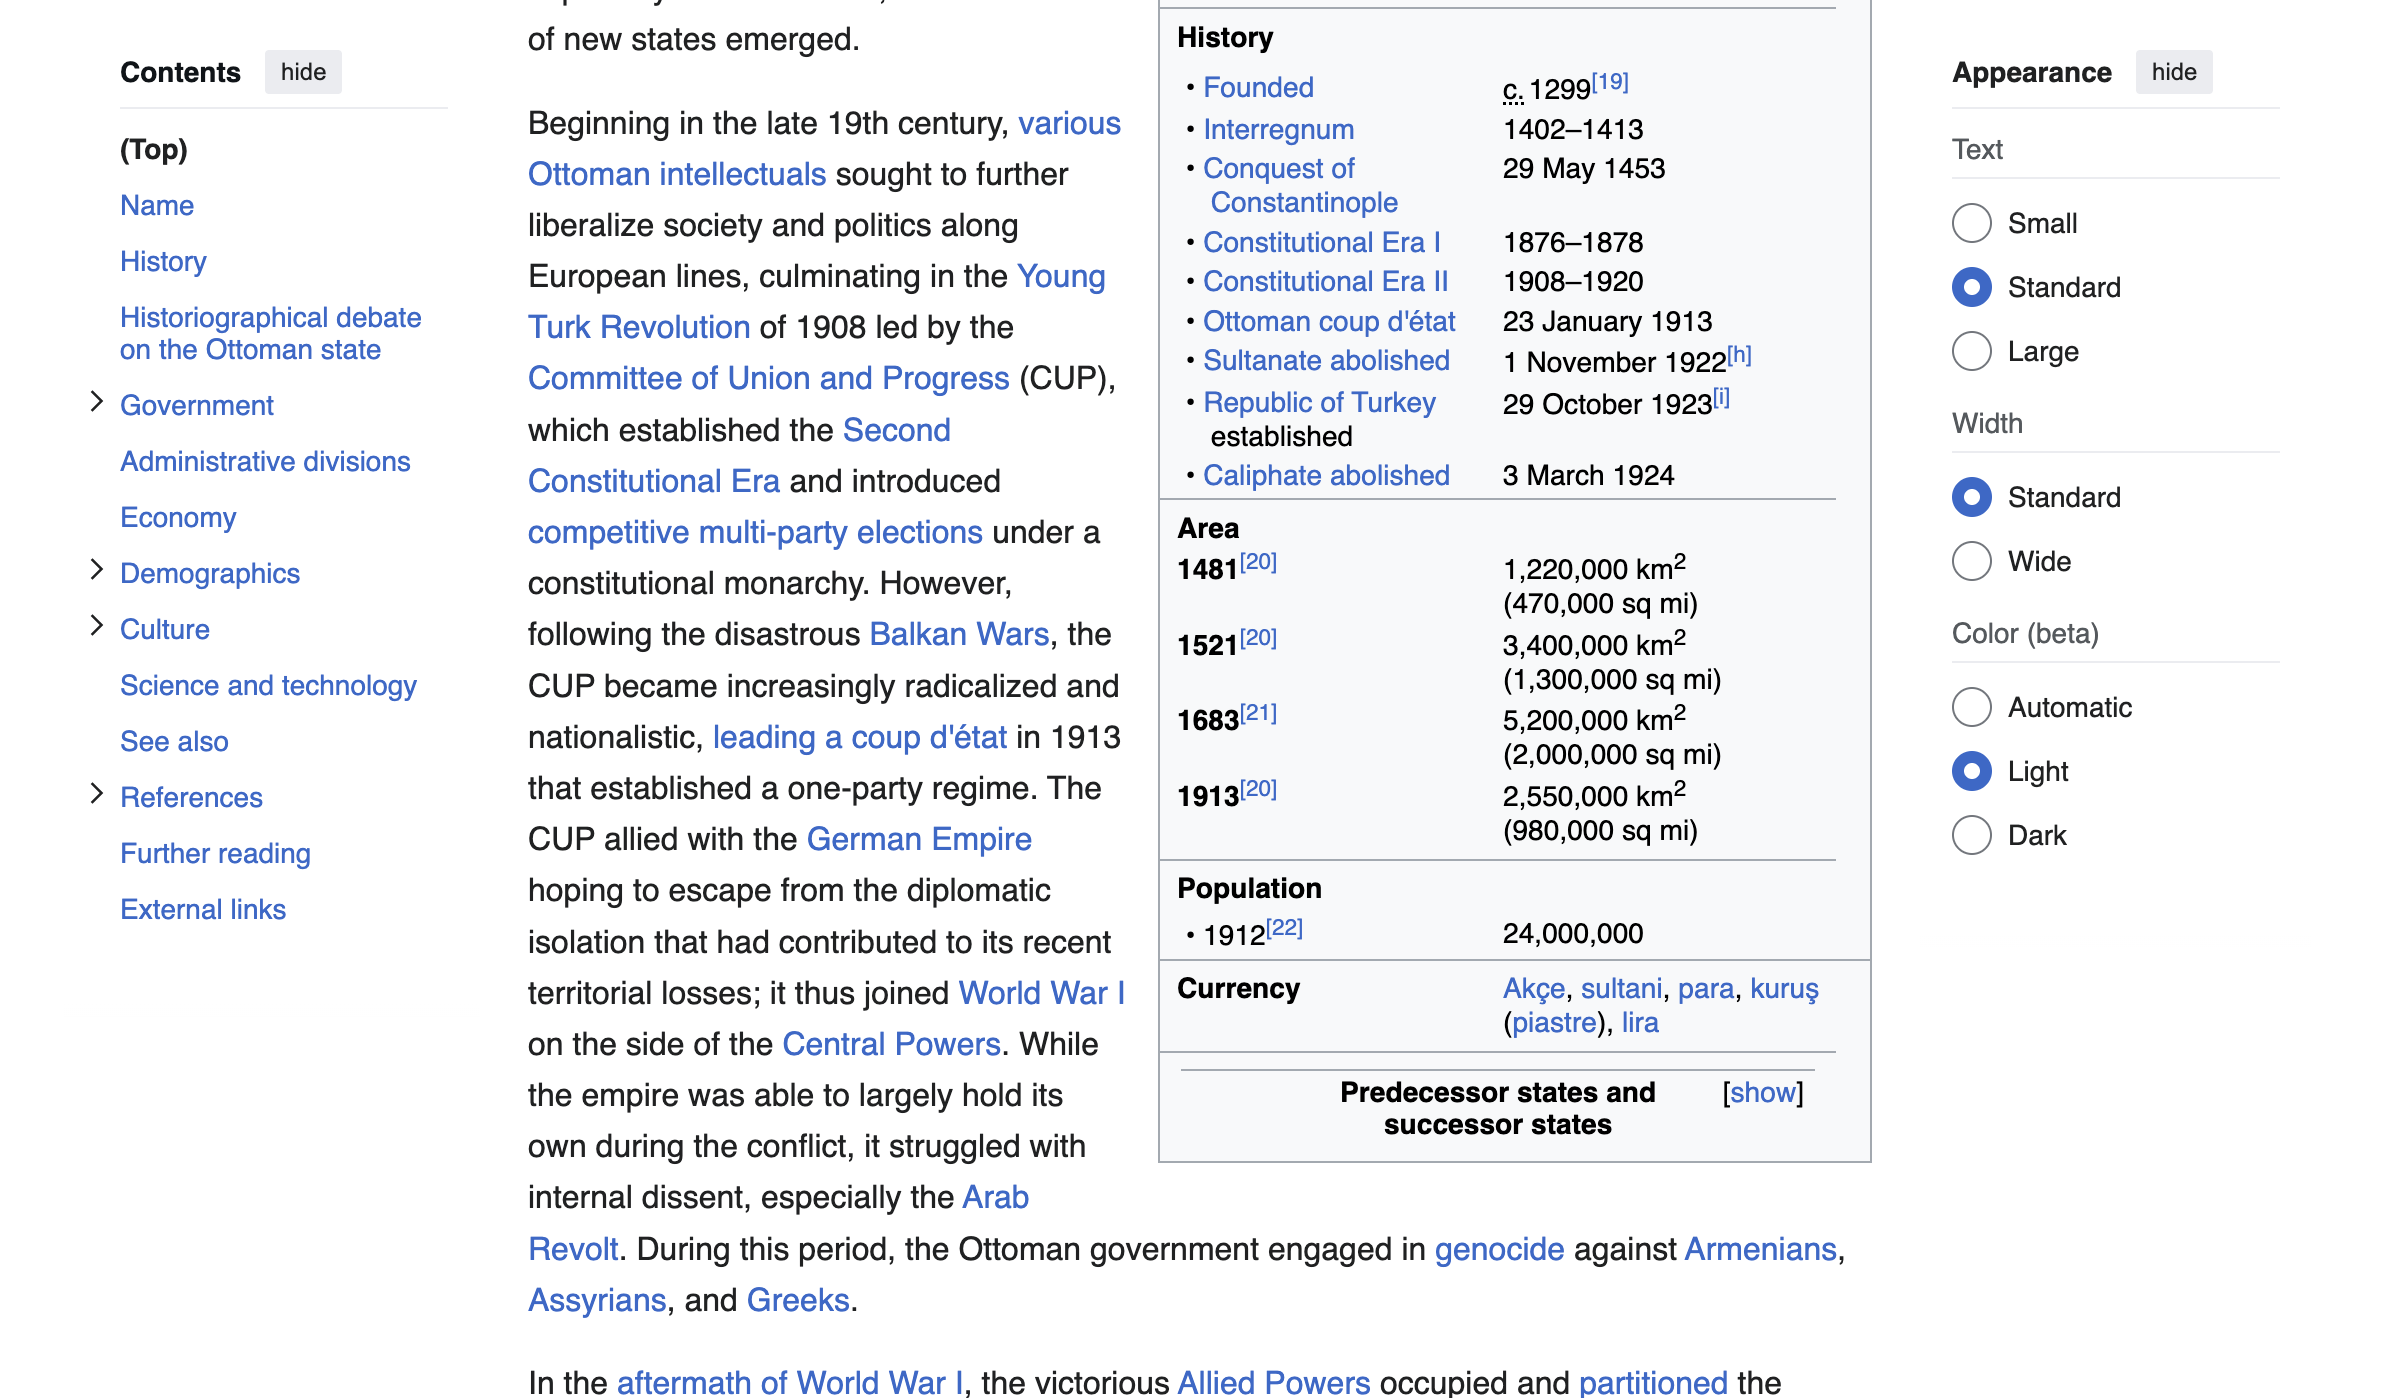 Contents hide
(Top)
Name
History
Historiographical debate
on the Ottoman state
Government
Administrative divisions
Economy
Demographics
Culture
Science and technology
See also
References
Further reading
External links
of new states emerged.
Beginning in the late 19th century, various
Ottoman intellectuals sought to further
liberalize society and politics along
European lines, culminating in the Young
Turk Revolution of 1908 led by the
Committee of Union and Progress (CUP),
which established the Second
Constitutional Era and introduced
competitive multi-party elections under a
constitutional monarchy. However,
following the disastrous Balkan Wars, the
CUP became increasingly radicalized and
nationalistic, leading a coup d'état in 1913
that established a one-party regime. The
CUP allied with the German Empire
hoping to escape from the diplomatic
isolation that had contributed to its recent
territorial losses; it thus joined World War I
on the side of the Central Powers. While
the empire was able to largely hold its
own during the conflict, it struggled with
internal dissent, especially the Arab
Revolt. During this period, the Ottoman government engaged in genocide against Armenians,
Assyrians, and Greeks.
In the aftermath of World War I, the victorious Allied Powers occupied and partitioned the
History
• Founded c. 1299[19]
• Interregnum 1402–1413
• Conquest of 29 May 1453
Constantinople
• Constitutional Era I 1876–1878
• Constitutional Era II 1908–1920
• Ottoman coup d'état 23 January 1913
• Sultanate abolished 1 November 1922[h]
• Republic of Turkey 29 October 1923[i]
established
• Caliphate abolished 3 March 1924
Area
1481[20] 1,220,000 km2
(470,000 sq mi)
1521[20] 3,400,000 km2
(1,300,000 sq mi)
1683[21] 5,200,000 km2
(2,000,000 sq mi)
1913[20] 2,550,000 km2
(980,000 sq mi)
Population
• 1912[22] 24,000,000
Currency Akçe, sultani, para, kuruş
(piastre), lira
Predecessor states and [show]
successor states
Appearance hide
Text
Small
Standard
Large
Width
Standard
Wide
Color (beta)
Automatic
Light
Dark